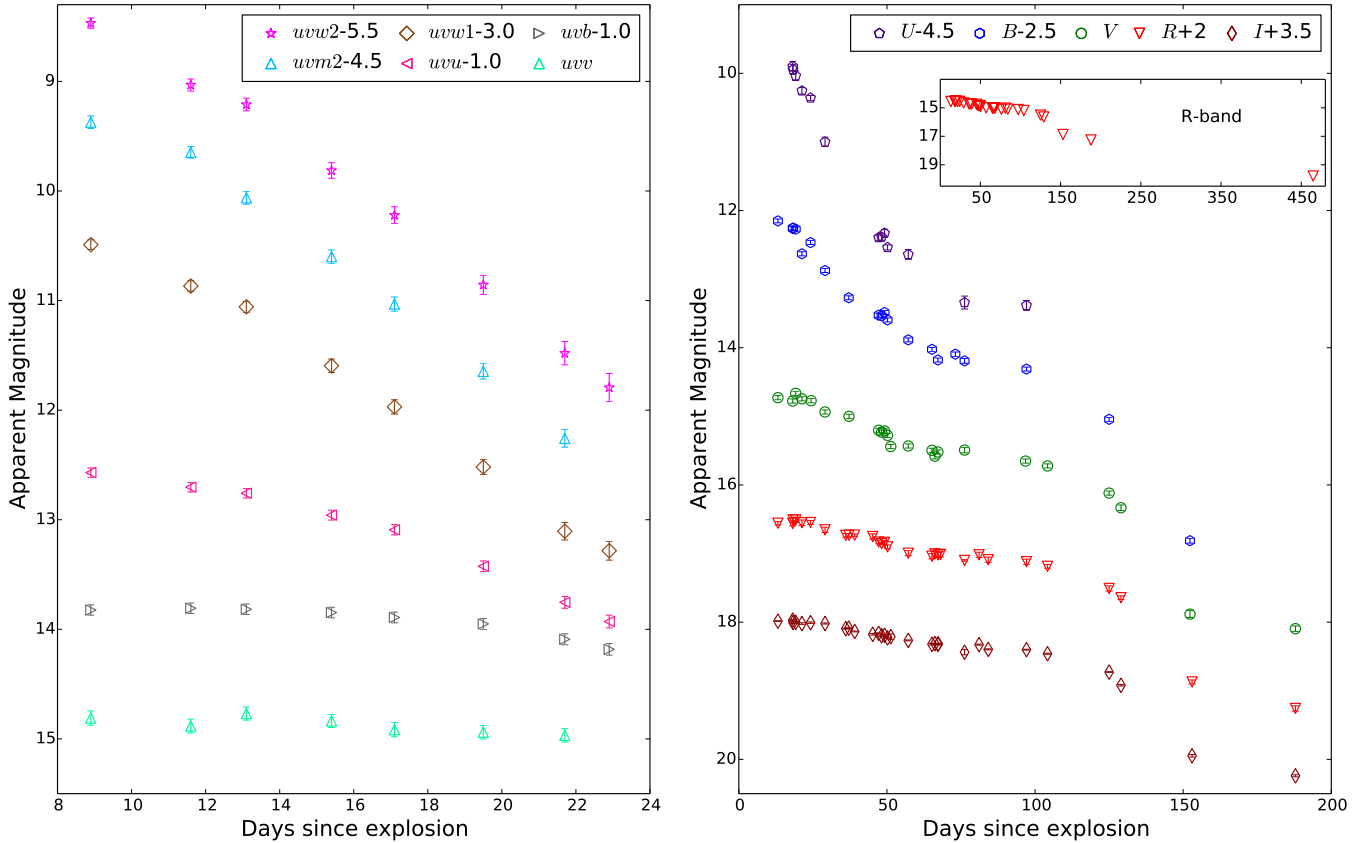 uvw2-5.5 uvw1-3.0 uvb-1.0
uvm2-4.5 uvu-1.0 uvv
9
10
11
12
13
14
15
Apparent Magnitude
8 10 12 14 16 18 20 22 24
Days since explosion
U-4.5 B-2.5 V R+2 I+3.5
R-band
15
17
19
50 150 250 350 450
10
12
14
16
18
20
Apparent Magnitude
0 50 100 150 200
Days since explosion